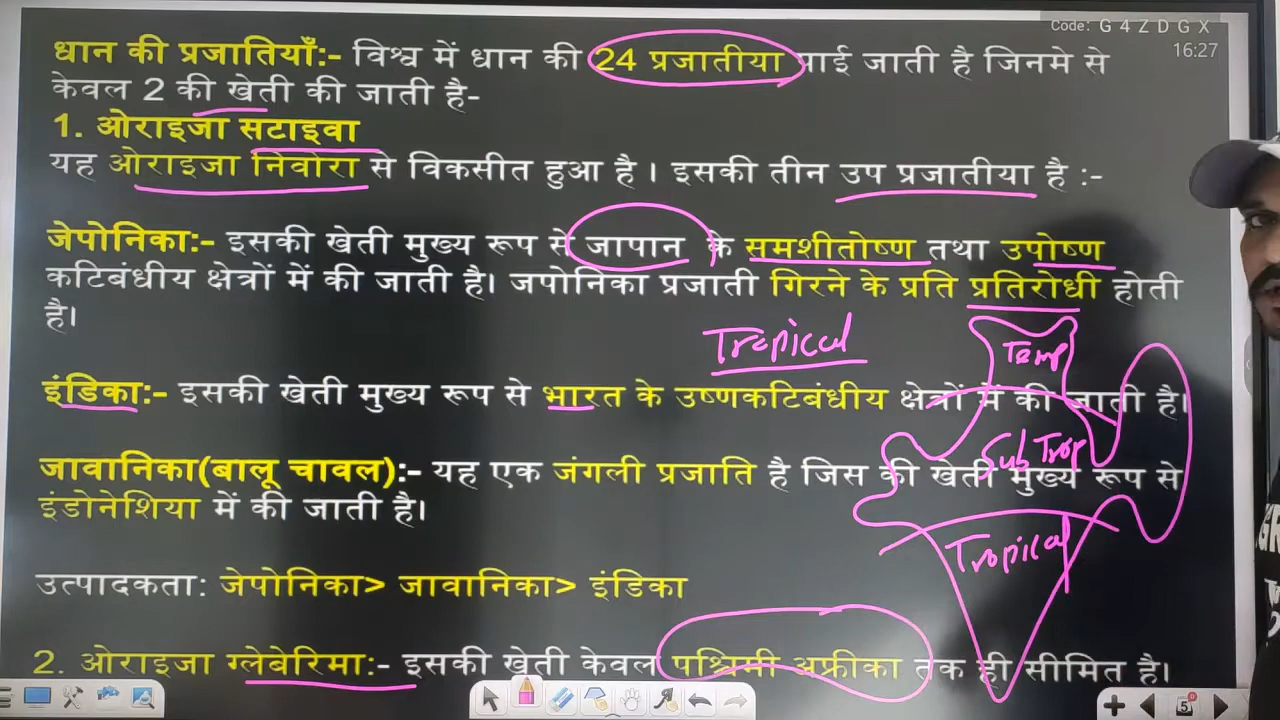 Code: G 4 Z D G X
16:27
धान की प्रजातियाँ:- विश्व में धान की 24 प्रजातीया पाई जाती है जिनमे से
केवल 2 की खेती की जाती है-
1. ओराइजा सटाइवा
यह ओराइजा निवोरा से विकसीत हुआ है। इसकी तीन उप प्रजातीया है :-
जेपोनिका:- इसकी खेती मुख्य रूप से जापान के समशीतोष्ण तथा उपोष्ण
कटिबंधीय क्षेत्रों में की जाती है। जपोनिका प्रजाती गिरने के प्रति प्रतिरोधी होती
है।
Tropical
Temp
इंडिका:- इसकी खेती मुख्य रूप से भारत के उष्णकटिबंधीय क्षेत्रों में की जाती है।
Sub Trop
जावानिका(बालू चावल):- यह एक जंगली प्रजाति है जिस की खेती मुख्य रूप से
इंडोनेशिया में की जाती है।
Tropical
उत्पादकता: जेपोनिका> जावानिका> इंडिका
2. ओराइजा ग्लेबेरिमा:- इसकी खेती केवल पश्चिमी अफ्रीका तक ही सीमित है।
5